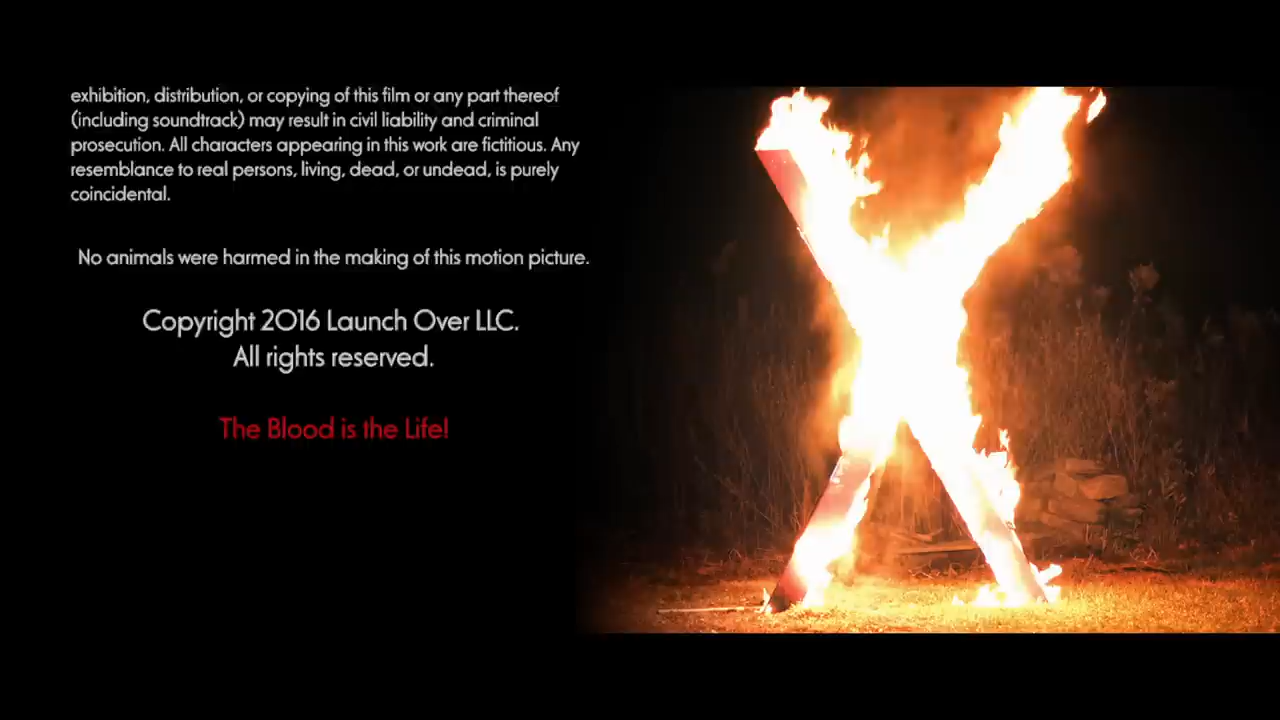 exhibition, distribution, or copying of this film or any part thereof
(including soundtrack) may result in civil liability and criminal
prosecution. All characters appearing in this work are fictitious. Any
resemblance to real persons, living, dead, or undead, is purely
coincidental.
No animals were harmed in the making of this motion picture.
Copyright 2016 Launch Over LLC.
All rights reserved.
The Blood is the Life!